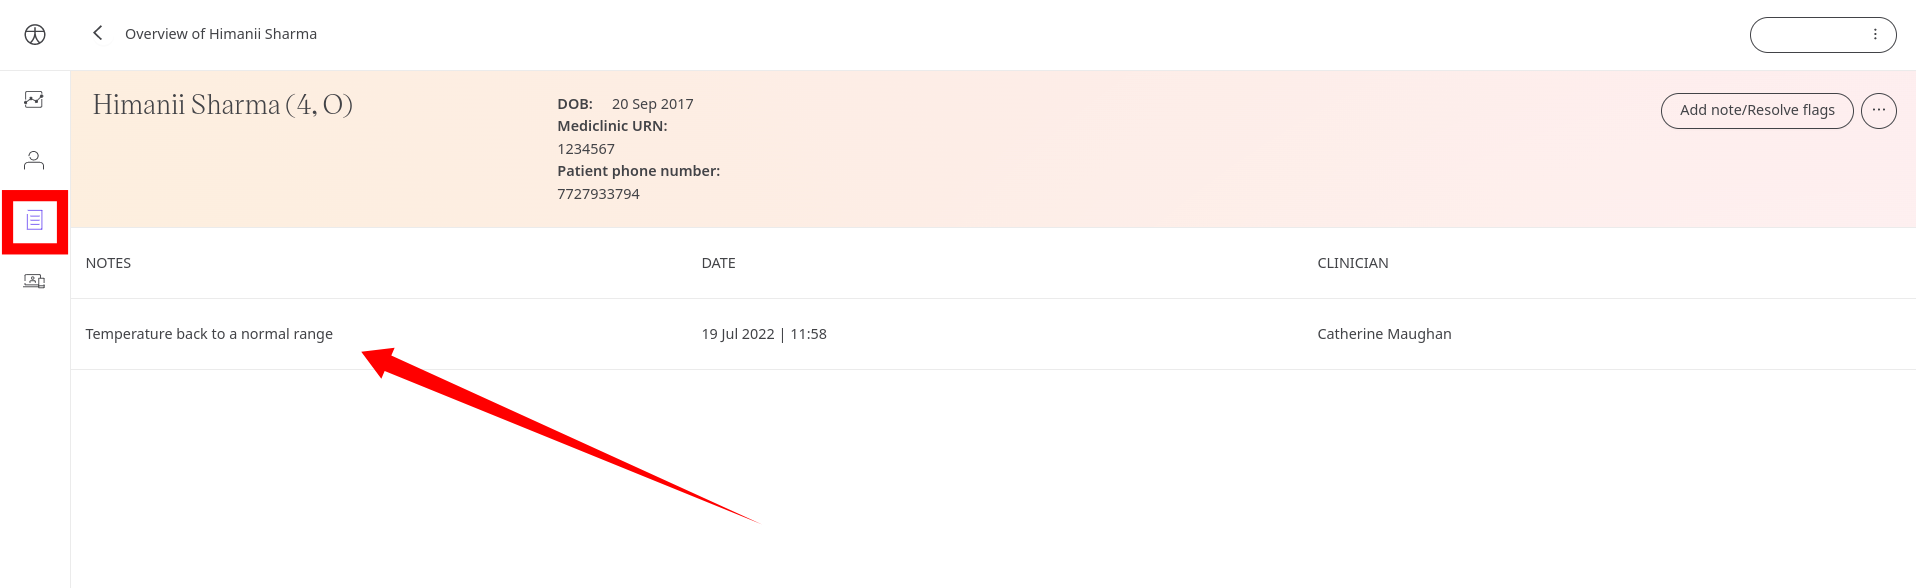 Overview of Himanii Sharma
Himanii Sharma (4, O)
DOB: 20 Sep 2017
Mediclinic URN:
1234567
Patient phone number:
7727933794
Add note/Resolve flags
NOTES DATE CLINICIAN
Temperature back to a normal range 19 Jul 2022 | 11:58 Catherine Maughan